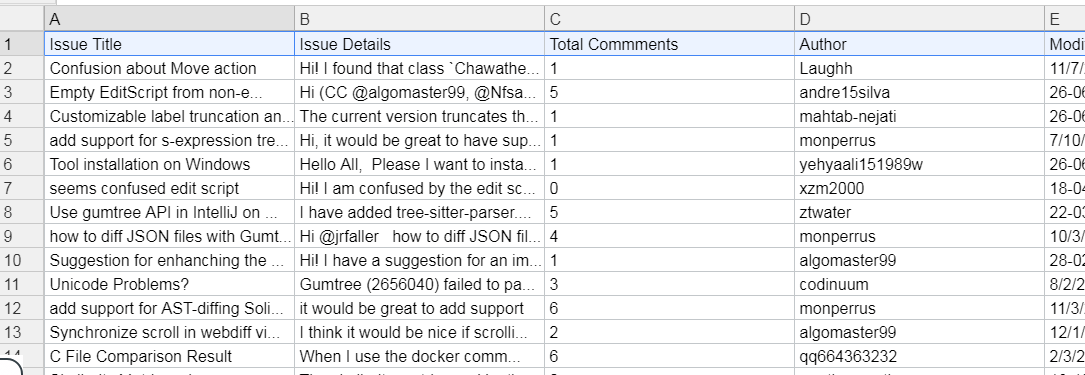 A B C D E
1 Issue Title Issue Details Total Commments Author Modi
2 Confusion about Move action Hi! I found that class `Chawathe... 1 Laughh 11/7/
3 Empty EditScript from non-e... Hi (CC @algomaster99, @Nfsa... 5 andre15silva 26-06
4 Customizable label truncation an... The current version truncates th... 1 mahtab-nejati 26-06
5 add support for s-expression tre... Hi, it would be great to have sup... 1 monperrus 7/10/
6 Tool installation on Windows Hello All,  Please I want to insta... 1 yehyaali151989w 26-06
7 seems confused edit script Hi! I am confused by the edit sc... 0 xzm2000 18-04
8 Use gumtree API in IntelliJ on ... I have added tree-sitter-parser.... 5 ztwater 22-03
9 how to diff JSON files with Gumt... Hi @jrfaller   how to diff JSON fil... 4 monperrus 10/3/
10 Suggestion for enhanching the ... Hi! I have a suggestion for an im... 1 algomaster99 28-02
11 Unicode Problems? Gumtree (2656040) failed to pa... 3 codinuum 8/2/2
12 add support for AST-diffing Soli... it would be great to add support 6 monperrus 11/3/
13 Synchronize scroll in webdiff vi... I think it would be nice if scrolli... 2 algomaster99 12/1/
14 C File Comparison Result When I use the docker comm... 6 qq664363232 2/3/2